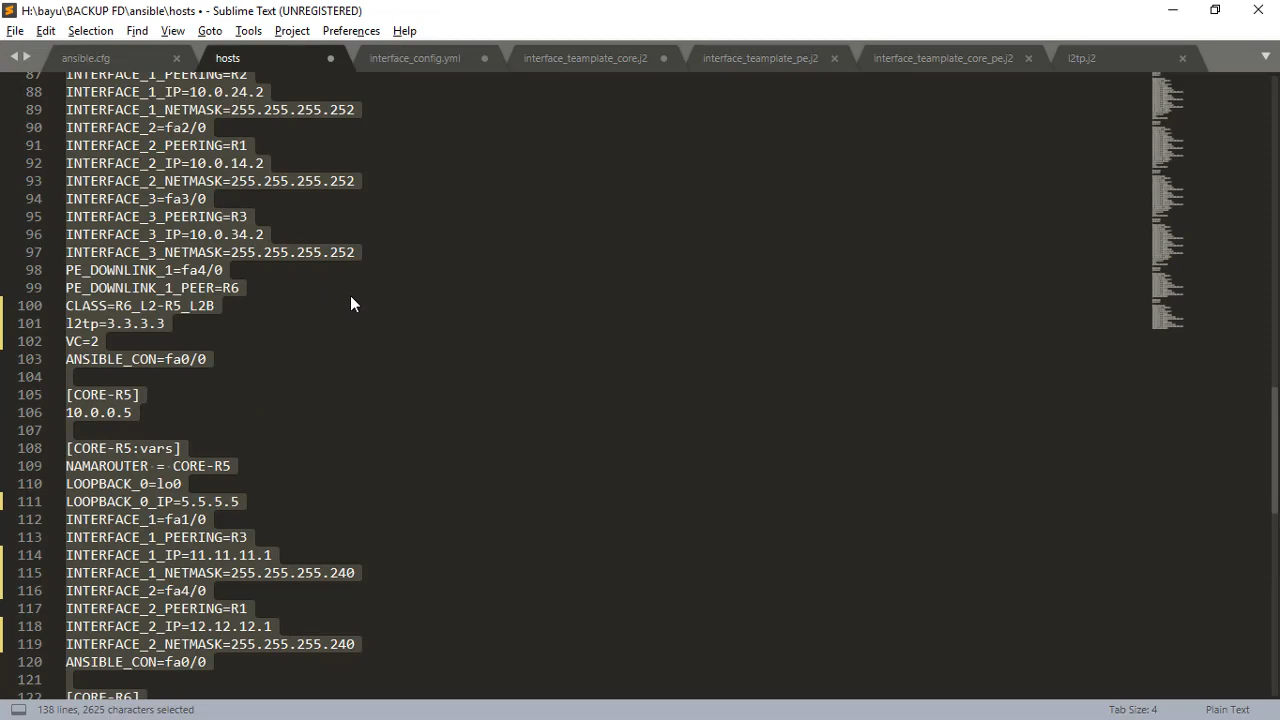 H:\bayu\BACKUP FD\ansible\hosts • - Sublime Text (UNREGISTERED)
File Edit Selection Find View Goto Tools Project Preferences Help
ansible.cfg hosts interface_config.yml interface_teamplate_core.j2 interface_teamplate_pe.j2 interface_teamplate_core_pe.j2 l2tp.j2
87 INTERFACE_1_PEERING=R2
88 INTERFACE_1_IP=10.0.24.2
89 INTERFACE_1_NETMASK=255.255.255.252
90 INTERFACE_2=fa2/0
91 INTERFACE_2_PEERING=R1
92 INTERFACE_2_IP=10.0.14.2
93 INTERFACE_2_NETMASK=255.255.255.252
94 INTERFACE_3=fa3/0
95 INTERFACE_3_PEERING=R3
96 INTERFACE_3_IP=10.0.34.2
97 INTERFACE_3_NETMASK=255.255.255.252
98 PE_DOWNLINK_1=fa4/0
99 PE_DOWNLINK_1_PEER=R6
100 CLASS=R6_L2-R5_L2B
101 l2tp=3.3.3.3
102 VC=2
103 ANSIBLE_CON=fa0/0
104
105 [CORE-R5]
106 10.0.0.5
107
108 [CORE-R5:vars]
109 NAMAROUTER = CORE-R5
110 LOOPBACK_0=lo0
111 LOOPBACK_0_IP=5.5.5.5
112 INTERFACE_1=fa1/0
113 INTERFACE_1_PEERING=R3
114 INTERFACE_1_IP=11.11.11.1
115 INTERFACE_1_NETMASK=255.255.255.240
116 INTERFACE_2=fa4/0
117 INTERFACE_2_PEERING=R1
118 INTERFACE_2_IP=12.12.12.1
119 INTERFACE_2_NETMASK=255.255.255.240
120 ANSIBLE_CON=fa0/0
121
122 [CORE-R6]
138 lines, 2625 characters selected Tab Size: 4 Plain Text